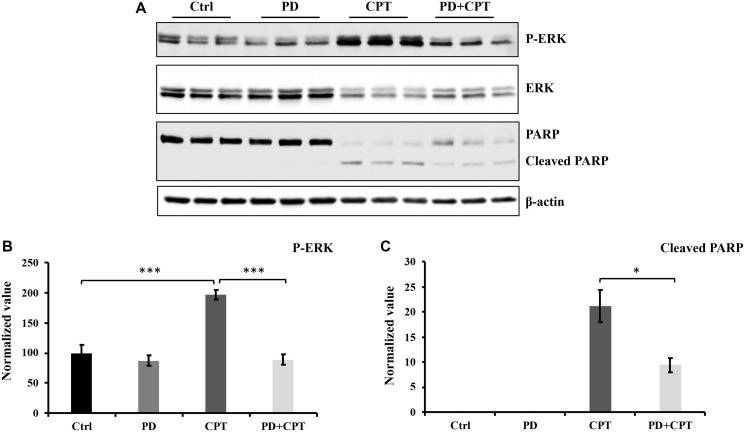 A
Ctrl PD CPT PD+CPT
P-ERK
ERK
PARP
Cleaved PARP
β-actin
B
P-ERK
Normalized value
250
200
150
100
50
0
*** ***
Ctrl PD CPT PD+CPT
C
Cleaved PARP
Normalized value
30
25
20
15
10
5
0
*
Ctrl PD CPT PD+CPT